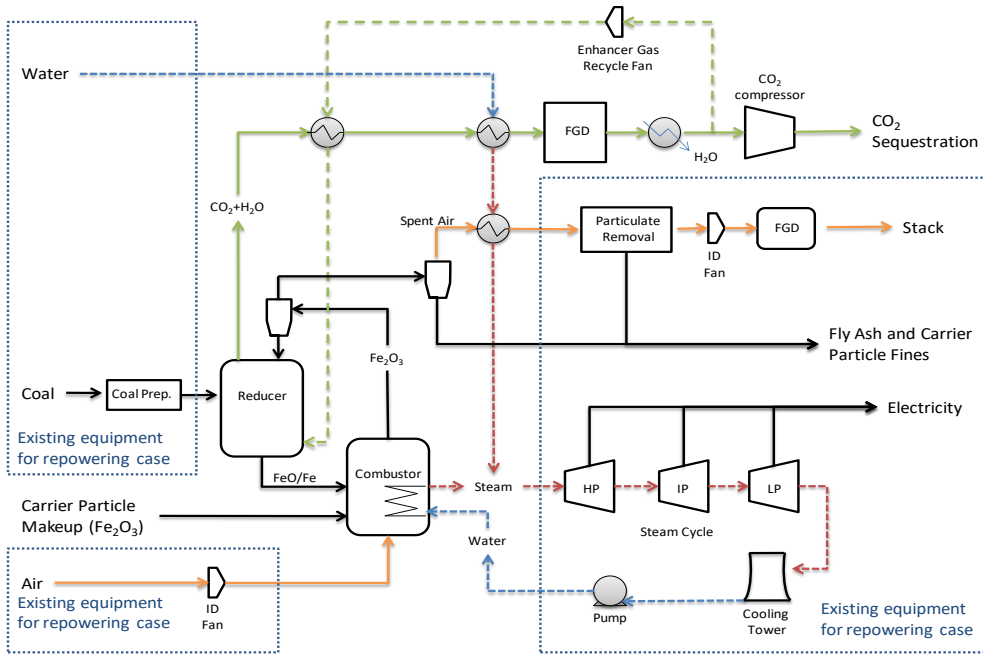 Enhancer Gas
Recycle Fan
Water
CO2
compressor
FGD
H2O
CO2
Sequestration
CO2+H2O
Spent Air
Particulate
Removal
ID
Fan
FGD
Stack
Fe2O3
Fly Ash and Carrier
Particle Fines
Coal
Coal Prep.
Reducer
Electricity
Existing equipment
for repowering case
FeO/Fe
Combustor
Steam
HP
IP
LP
Carrier Particle
Makeup (Fe2O3)
Steam Cycle
Water
Air
Existing equipment
for repowering case
ID
Fan
Pump
Cooling
Tower
Existing equipment
for repowering case